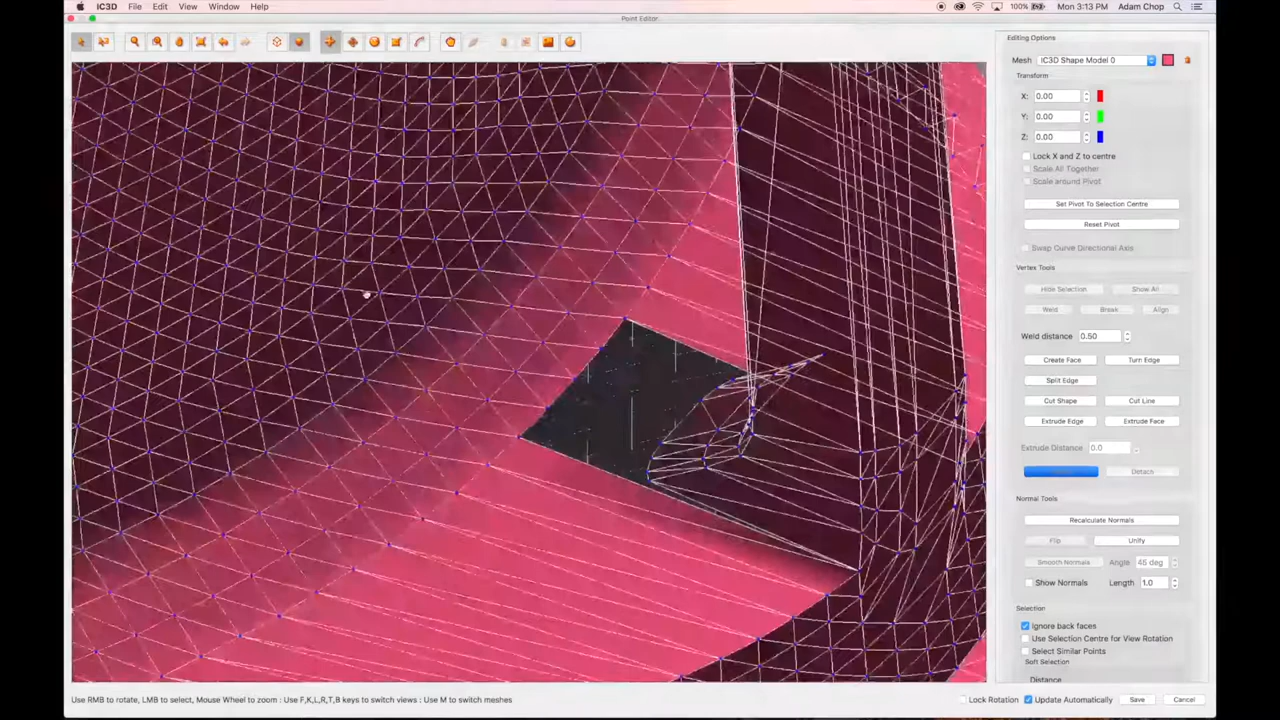 IC3D File Edit View Window Help 100% Mon 3:13 PM Adam Chop
Point Editor
Editing Options
Mesh IC3D Shape Model 0
Transform
X: 0.00
Y: 0.00
Z: 0.00
Lock X and Z to centre
Scale All Together
Scale around Pivot
Set Pivot To Selection Centre
Reset Pivot
Swap Curve Directional Axis
Vertex Tools
Hide Selection Show All
Weld Break Align
Weld distance 0.50
Create Face Turn Edge
Split Edge
Cut Shape Cut Line
Extrude Edge Extrude Face
Extrude Distance 0.0
Detach
Normal Tools
Recalculate Normals
Flip Unify
Smooth Normals Angle 45 deg
Show Normals Length 1.0
Selection
Ignore back faces
Use Selection Centre for View Rotation
Select Similar Points
Soft Selection
Distance
Use RMB to rotate, LMB to select, Mouse Wheel to zoom : Use F,K,L,R,T,B keys to switch views : Use M to switch meshes Lock Rotation Update Automatically Save Cancel